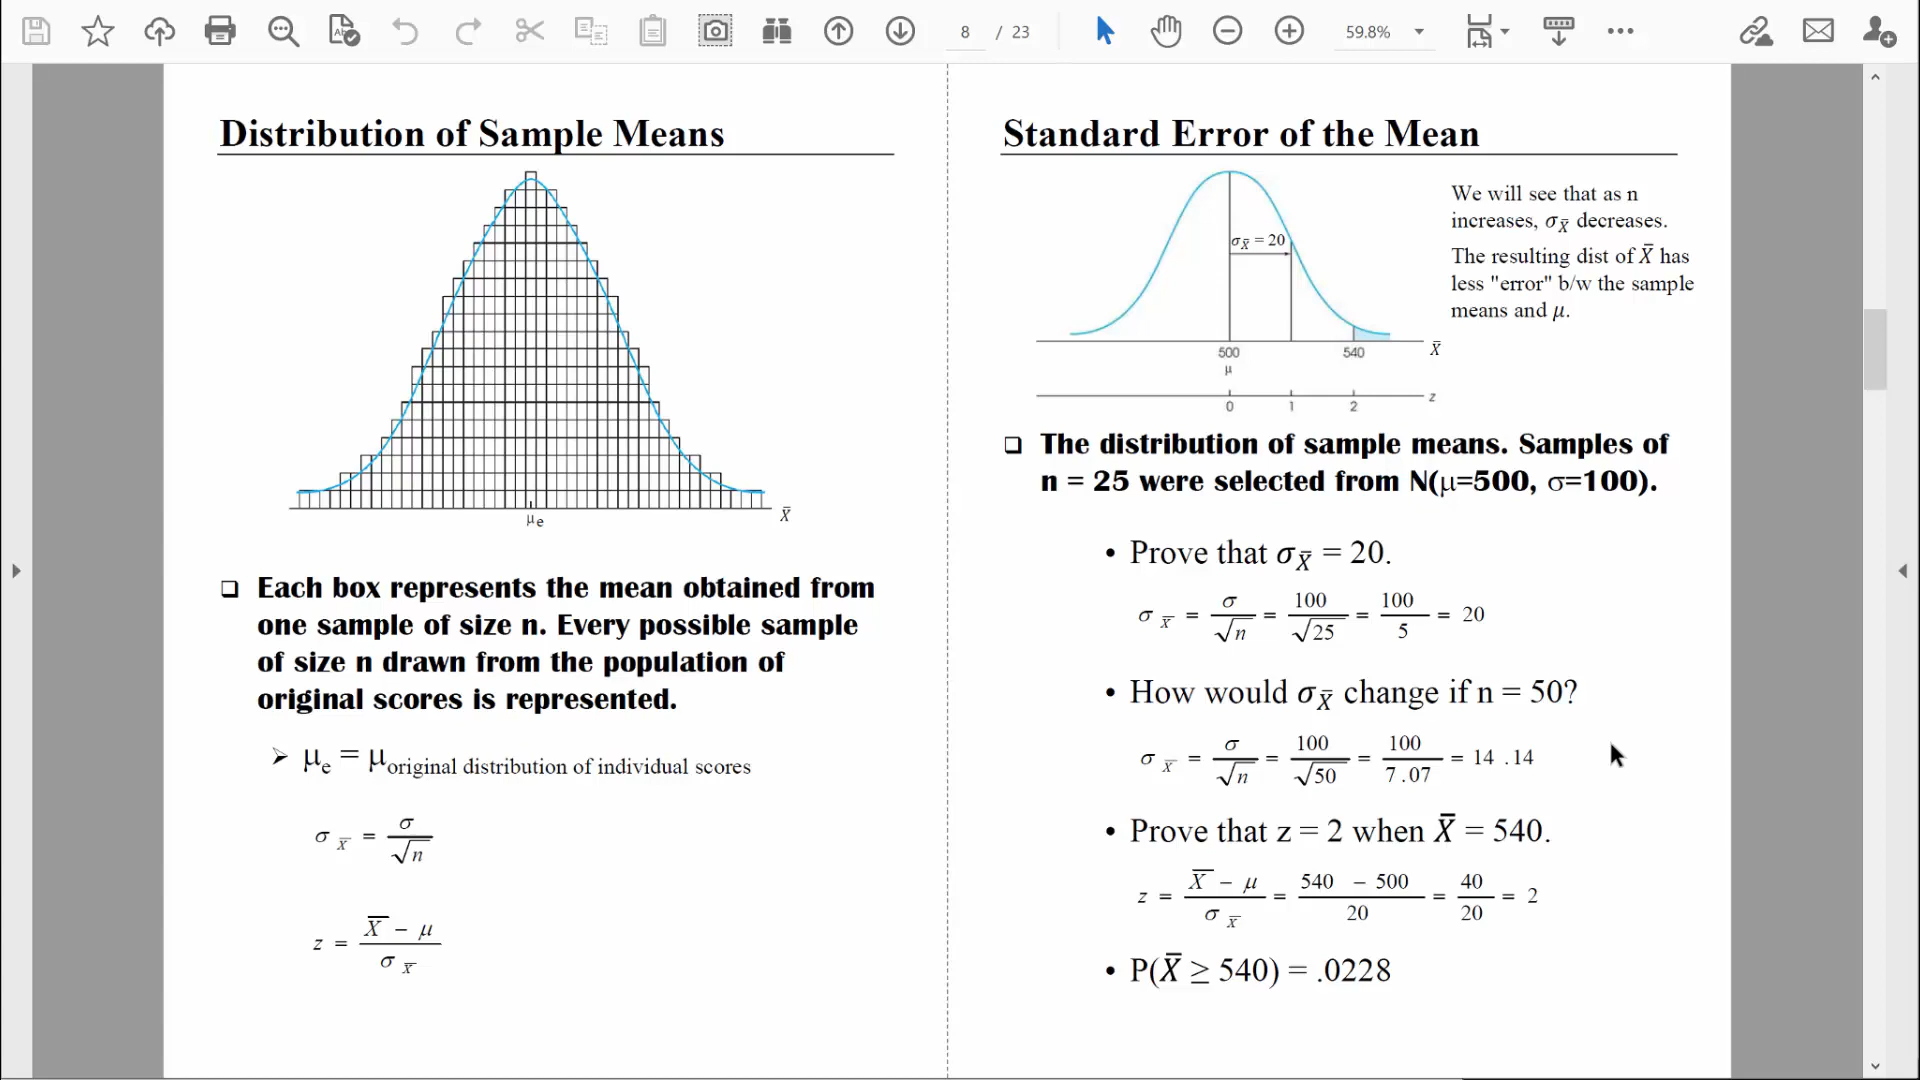 8 / 23
59.8%
Distribution of Sample Means
X̄
μe
❑ Each box represents the mean obtained from
one sample of size n. Every possible sample
of size n drawn from the population of
original scores is represented.
➢ μe = μoriginal distribution of individual scores
σX̄ = σ / √n
z = (X̄ − μ) / σX̄
Standard Error of the Mean
We will see that as n
increases, σX̄ decreases.
The resulting dist of X̄ has
less "error" b/w the sample
means and μ.
σX̄ = 20
500 540 X̄
μ
z
0 1 2
❑ The distribution of sample means. Samples of
n = 25 were selected from N(μ=500, σ=100).
• Prove that σX̄ = 20.
σX̄ = σ / √n = 100 / √25 = 100 / 5 = 20
• How would σX̄ change if n = 50?
σX̄ = σ / √n = 100 / √50 = 100 / 7.07 = 14.14
• Prove that z = 2 when X̄ = 540.
z = (X̄ − μ) / σX̄ = (540 − 500) / 20 = 40 / 20 = 2
• P(X̄ ≥ 540) = .0228